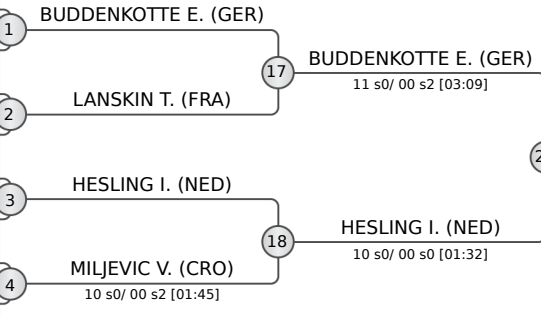 1
BUDDENKOTTE E. (GER)
17
BUDDENKOTTE E. (GER)
11 s0/ 00 s2 [03:09]
2
LANSKIN T. (FRA)
3
HESLING I. (NED)
18
HESLING I. (NED)
10 s0/ 00 s0 [01:32]
4
MILJEVIC V. (CRO)
10 s0/ 00 s2 [01:45]